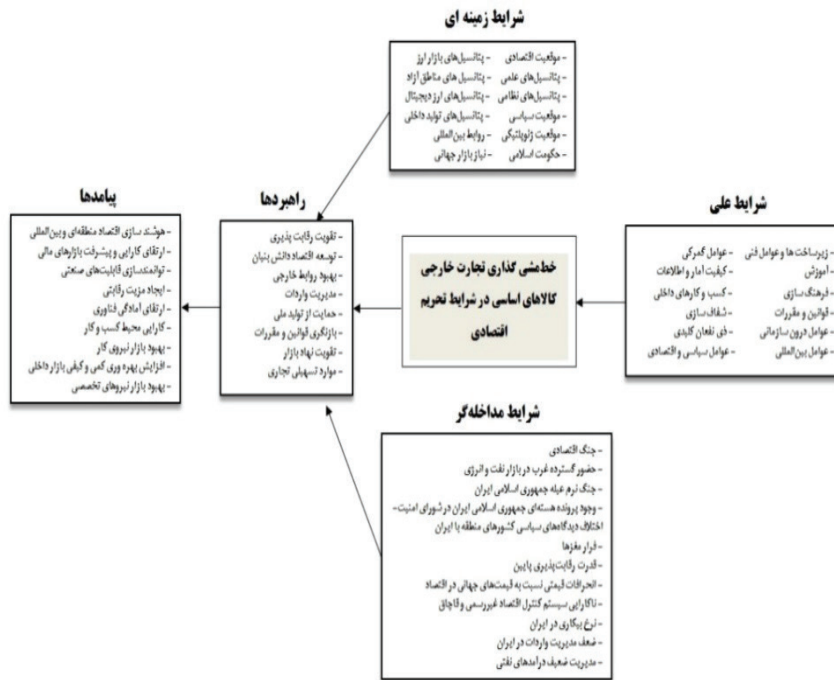 شرایط زمینه ای
- موقعیت اقتصادی - پتانسیل‌های بازار ارز
- پتانسیل‌های علمی - پتانسیل های مناطق آزاد
- پتانسیل‌های نظامی - پتانسیل‌های ارز دیجیتال
- موقعیت سیاسی - پتانسیل‌های تولید داخلی
- موقعیت ژئوپلتیکی - روابط بین‌المللی
- حکومت اسلامی - نیاز بازار جهانی
شرایط علی
- زیرساخت ها و عوامل فنی - عوامل گمرکی
- آموزش - کیفیت آمار و اطلاعات
- فرهنگ سازی - کسب و کارهای داخلی
- قوانین و مقررات - شفاف سازی
- عوامل درون سازمانی - ذی نفعان کلیدی
- عوامل بین‌المللی - عوامل سیاسی و اقتصادی
خط‌مشی گذاری تجارت خارجی
کالاهای اساسی در شرایط تحریم
اقتصادی
راهبردها
- تقویت رقابت پذیری
- توسعه اقتصاد دانش بنیان
- بهبود روابط خارجی
- مدیریت واردات
- حمایت از تولید ملی
- بازنگری قوانین و مقررات
- تقویت نهاد بازار
- موارد تسهیلی تجاری
پیامدها
- هوشمند سازی اقتصاد منطقه‌ای و بین‌المللی
- ارتقای کارایی و پیشرفت بازارهای مالی
- توانمندسازی قابلیت‌های صنعتی
- ایجاد مزیت رقابتی
- ارتقای آمادگی فناوری
- کارایی محیط کسب و کار
- بهبود بازار نیروی کار
- افزایش بهره وری کمی و کیفی بازار داخلی
- بهبود بازار نیروهای تخصصی
شرایط مداخله‌گر
- جنگ اقتصادی
- حضور گسترده غرب در بازار نفت و انرژی
- جنگ نرم علیه جمهوری اسلامی ایران
- وجود پرونده هسته‌ای جمهوری اسلامی ایران در شورای امنیت-
اختلاف دیدگاه‌های سیاسی کشورهای منطقه با ایران
- فرار مغزها
- قدرت رقابت‌پذیری پایین
- انحرافات قیمتی نسبت به قیمت‌های جهانی در اقتصاد
- ناکارایی سیستم کنترل اقتصاد غیررسمی و قاچاق
- نرخ بیکاری در ایران
- ضعف مدیریت واردات در ایران
- مدیریت ضعیف درآمدهای نفتی